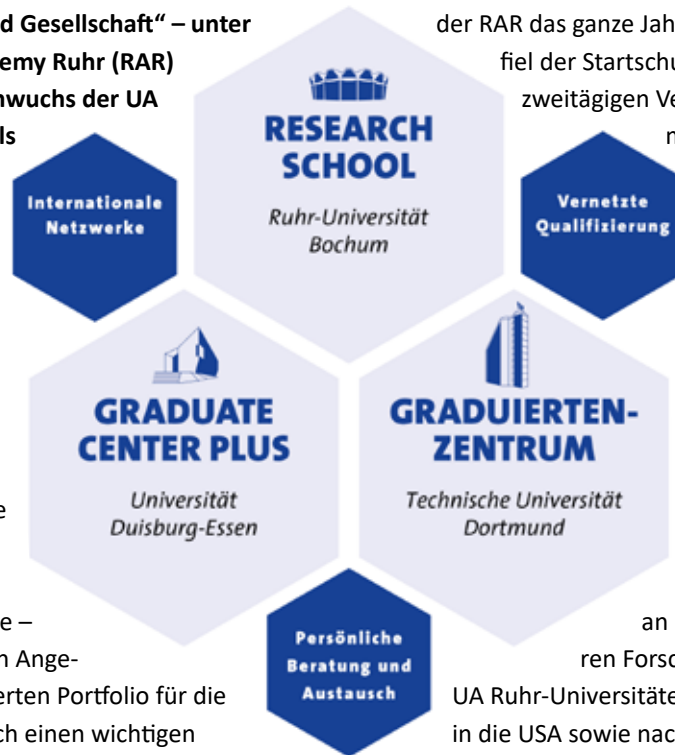 d Gesellschaft“ – unter
emy Ruhr (RAR)
nwuchs der UA
ls
der RAR das ganze Jah
fiel der Startschu
zweitägigen Ve
RESEARCH
SCHOOL
Ruhr-Universität
Bochum
Internationale
Netzwerke
Vernetzte
Qualifizierung
GRADUATE
CENTER PLUS
Universität
Duisburg-Essen
GRADUIERTEN-
ZENTRUM
Technische Universität
Dortmund
Persönliche
Beratung und
Austausch
e
e –
n Ange-
erten Portfolio für die
ch einen wichtigen
an
ren Forsc
UA Ruhr-Universitäte
in die USA sowie nac